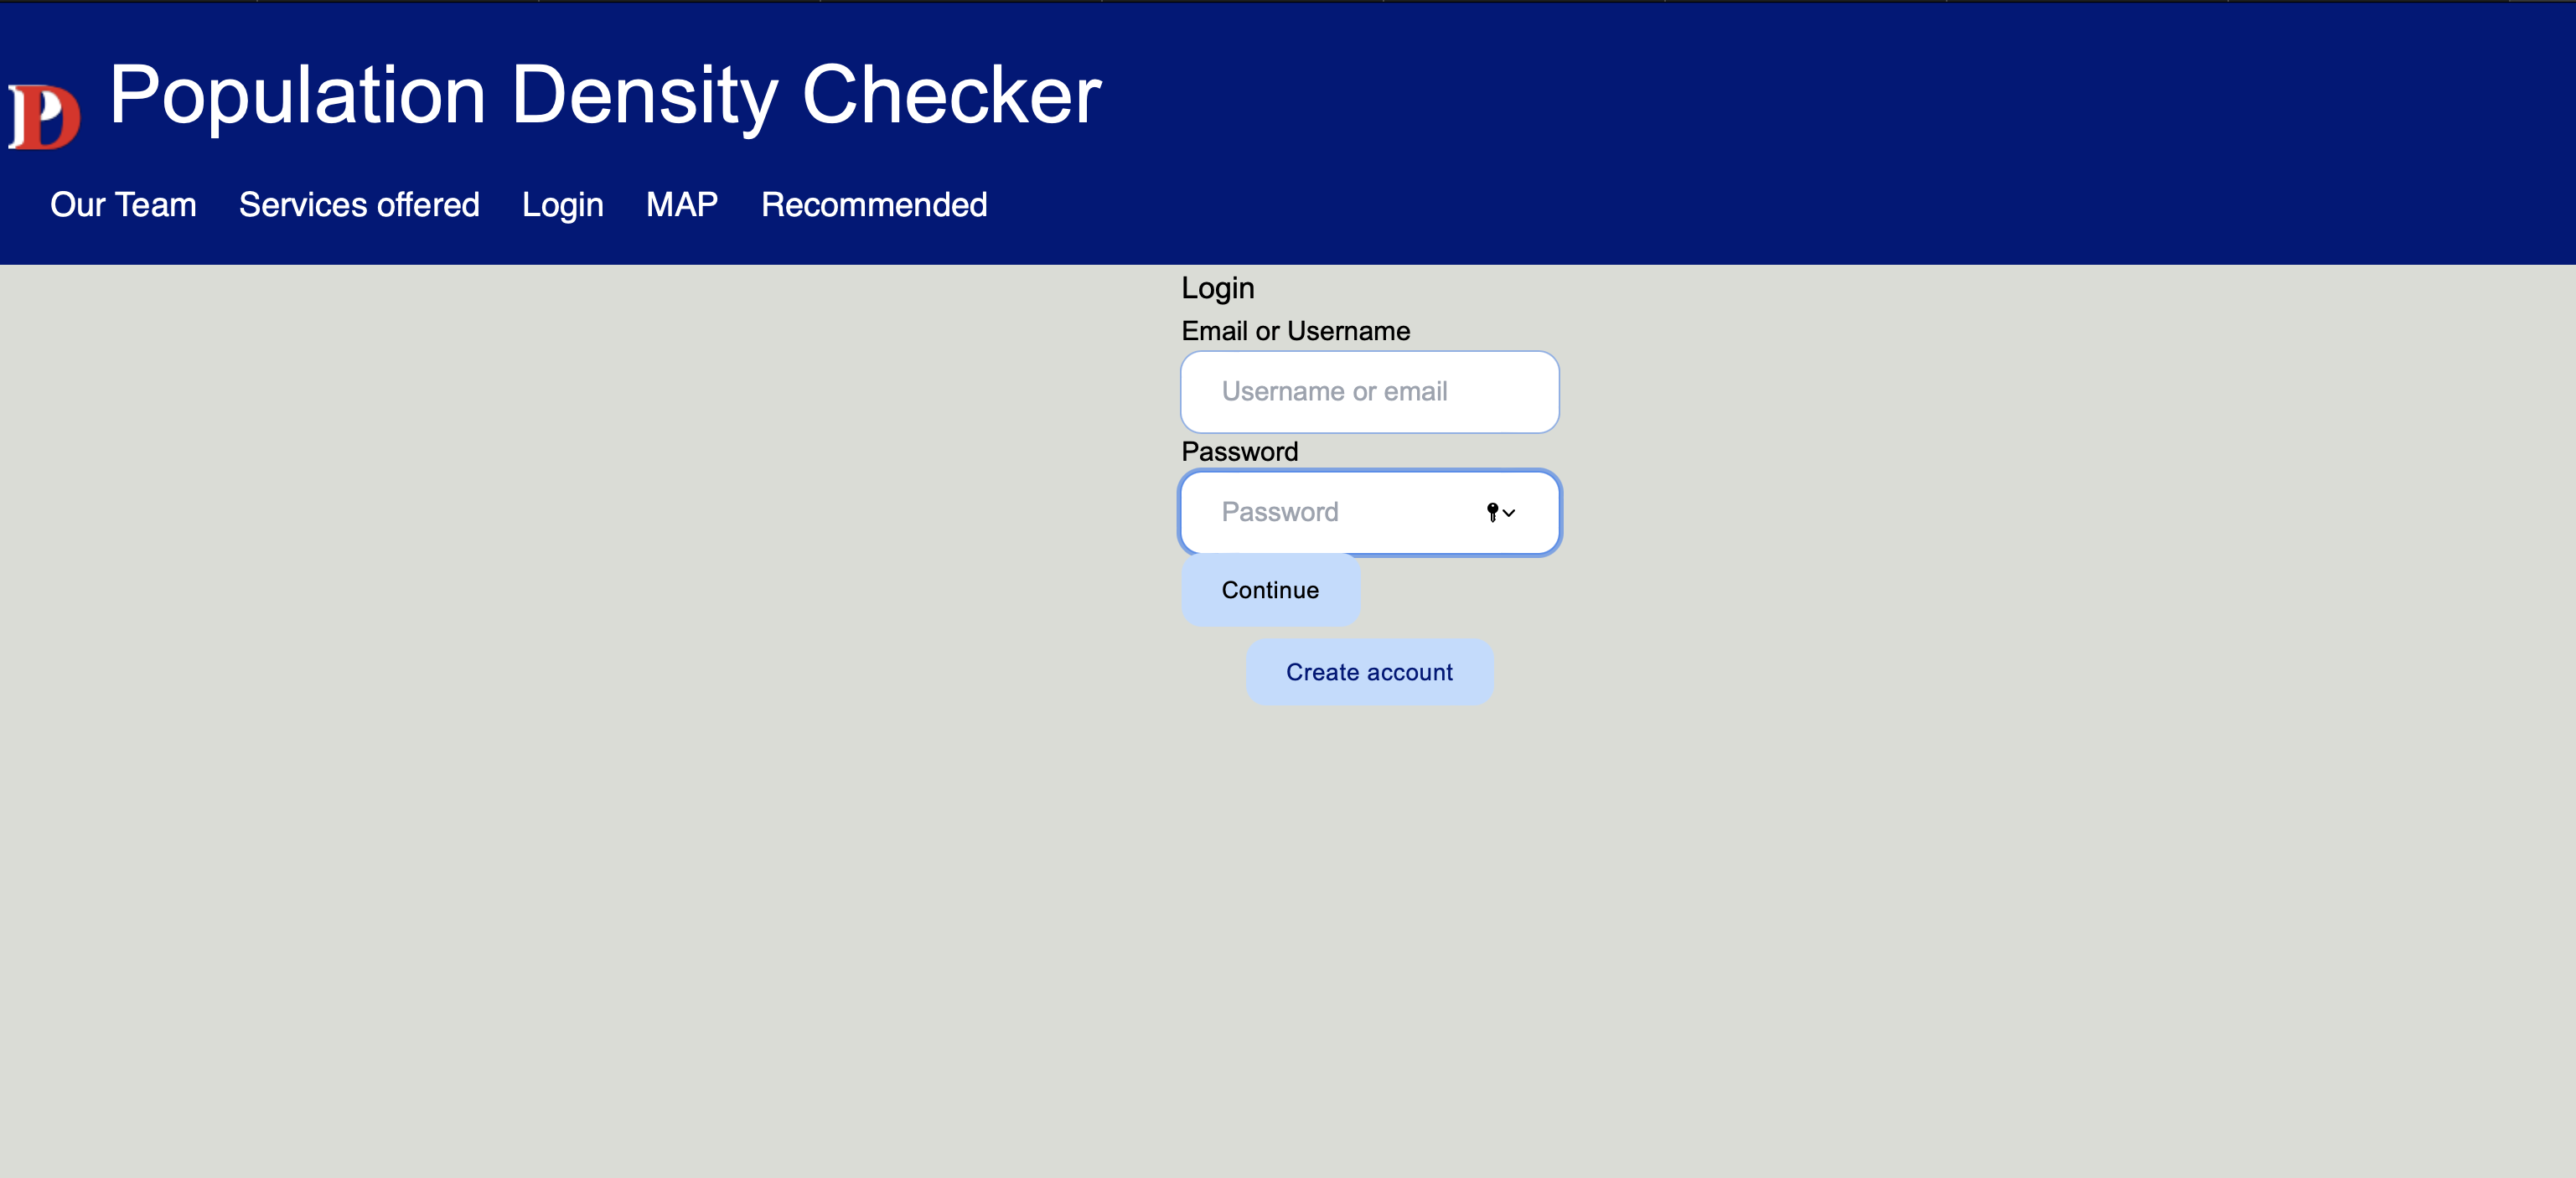 PD
Population Density Checker
Our Team Services offered Login MAP Recommended
Login
Email or Username
Username or email
Password
Password
Continue
Create account